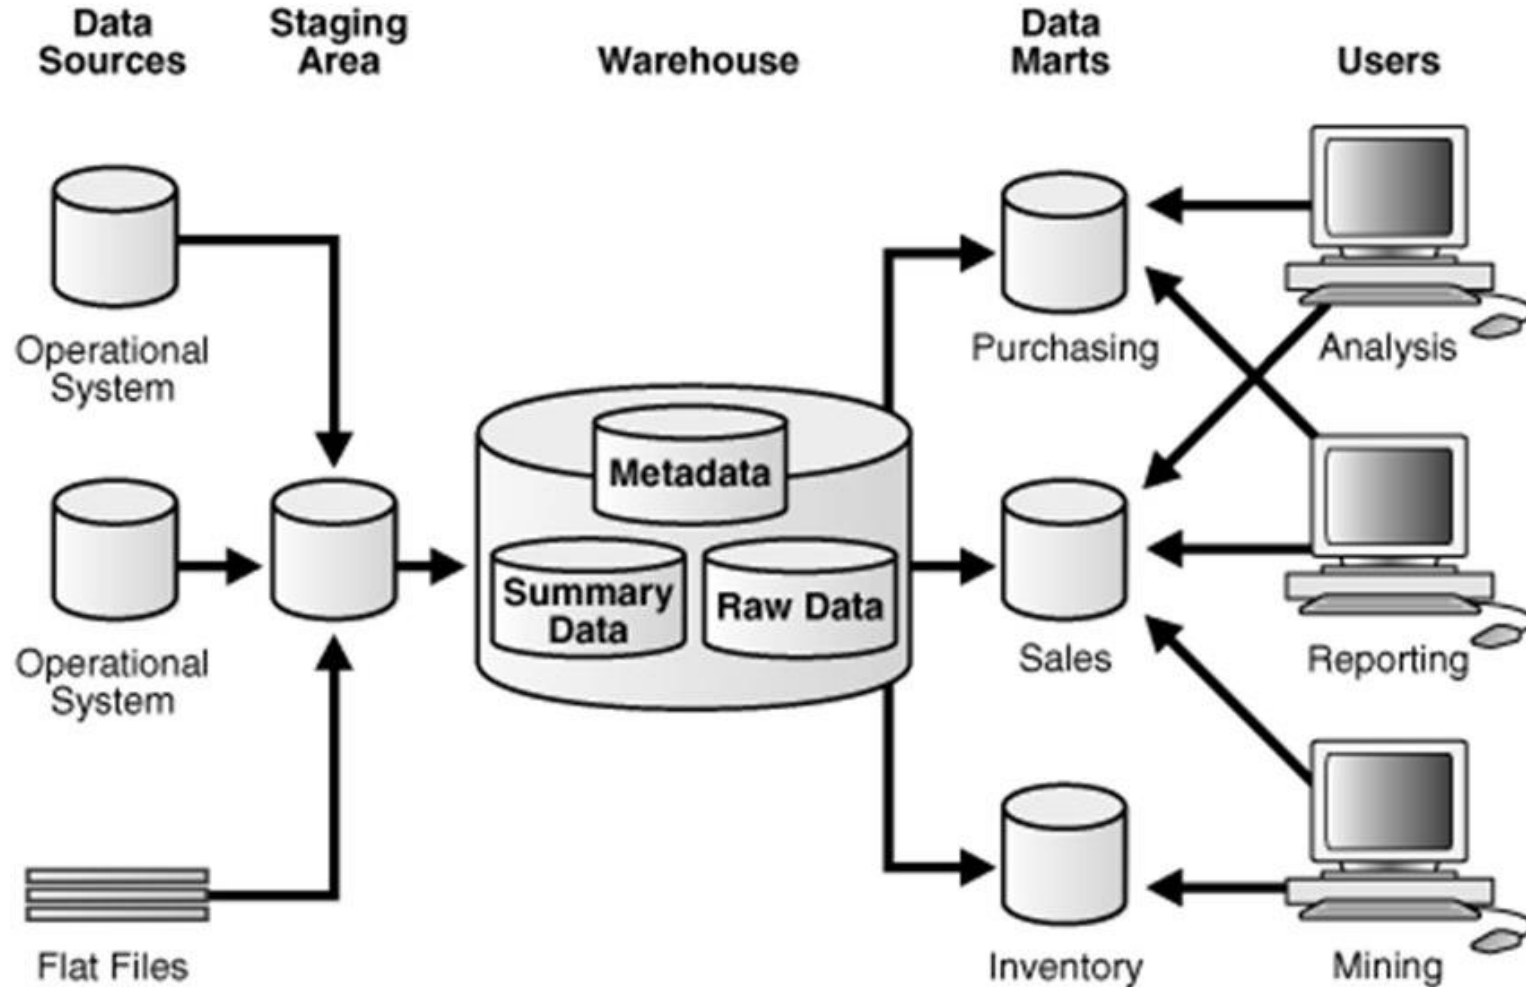 Data
Sources
Staging
Area
Warehouse
Data
Marts
Users
Operational
System
Purchasing
Analysis
Metadata
Summary
Data
Raw Data
Operational
System
Sales
Reporting
Flat Files
Inventory
Mining